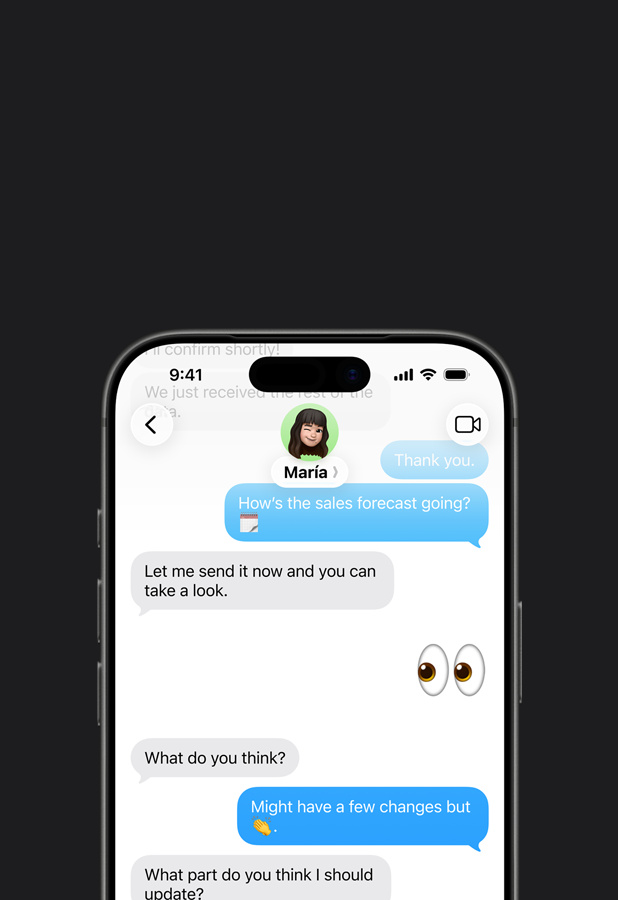 I'll confirm shortly!
9:41
We just received the rest of the
data.
María
Thank you.
How’s the sales forecast going?
🗓️
Let me send it now and you can
take a look.
👀
What do you think?
Might have a few changes but
👏.
What part do you think I should
update?